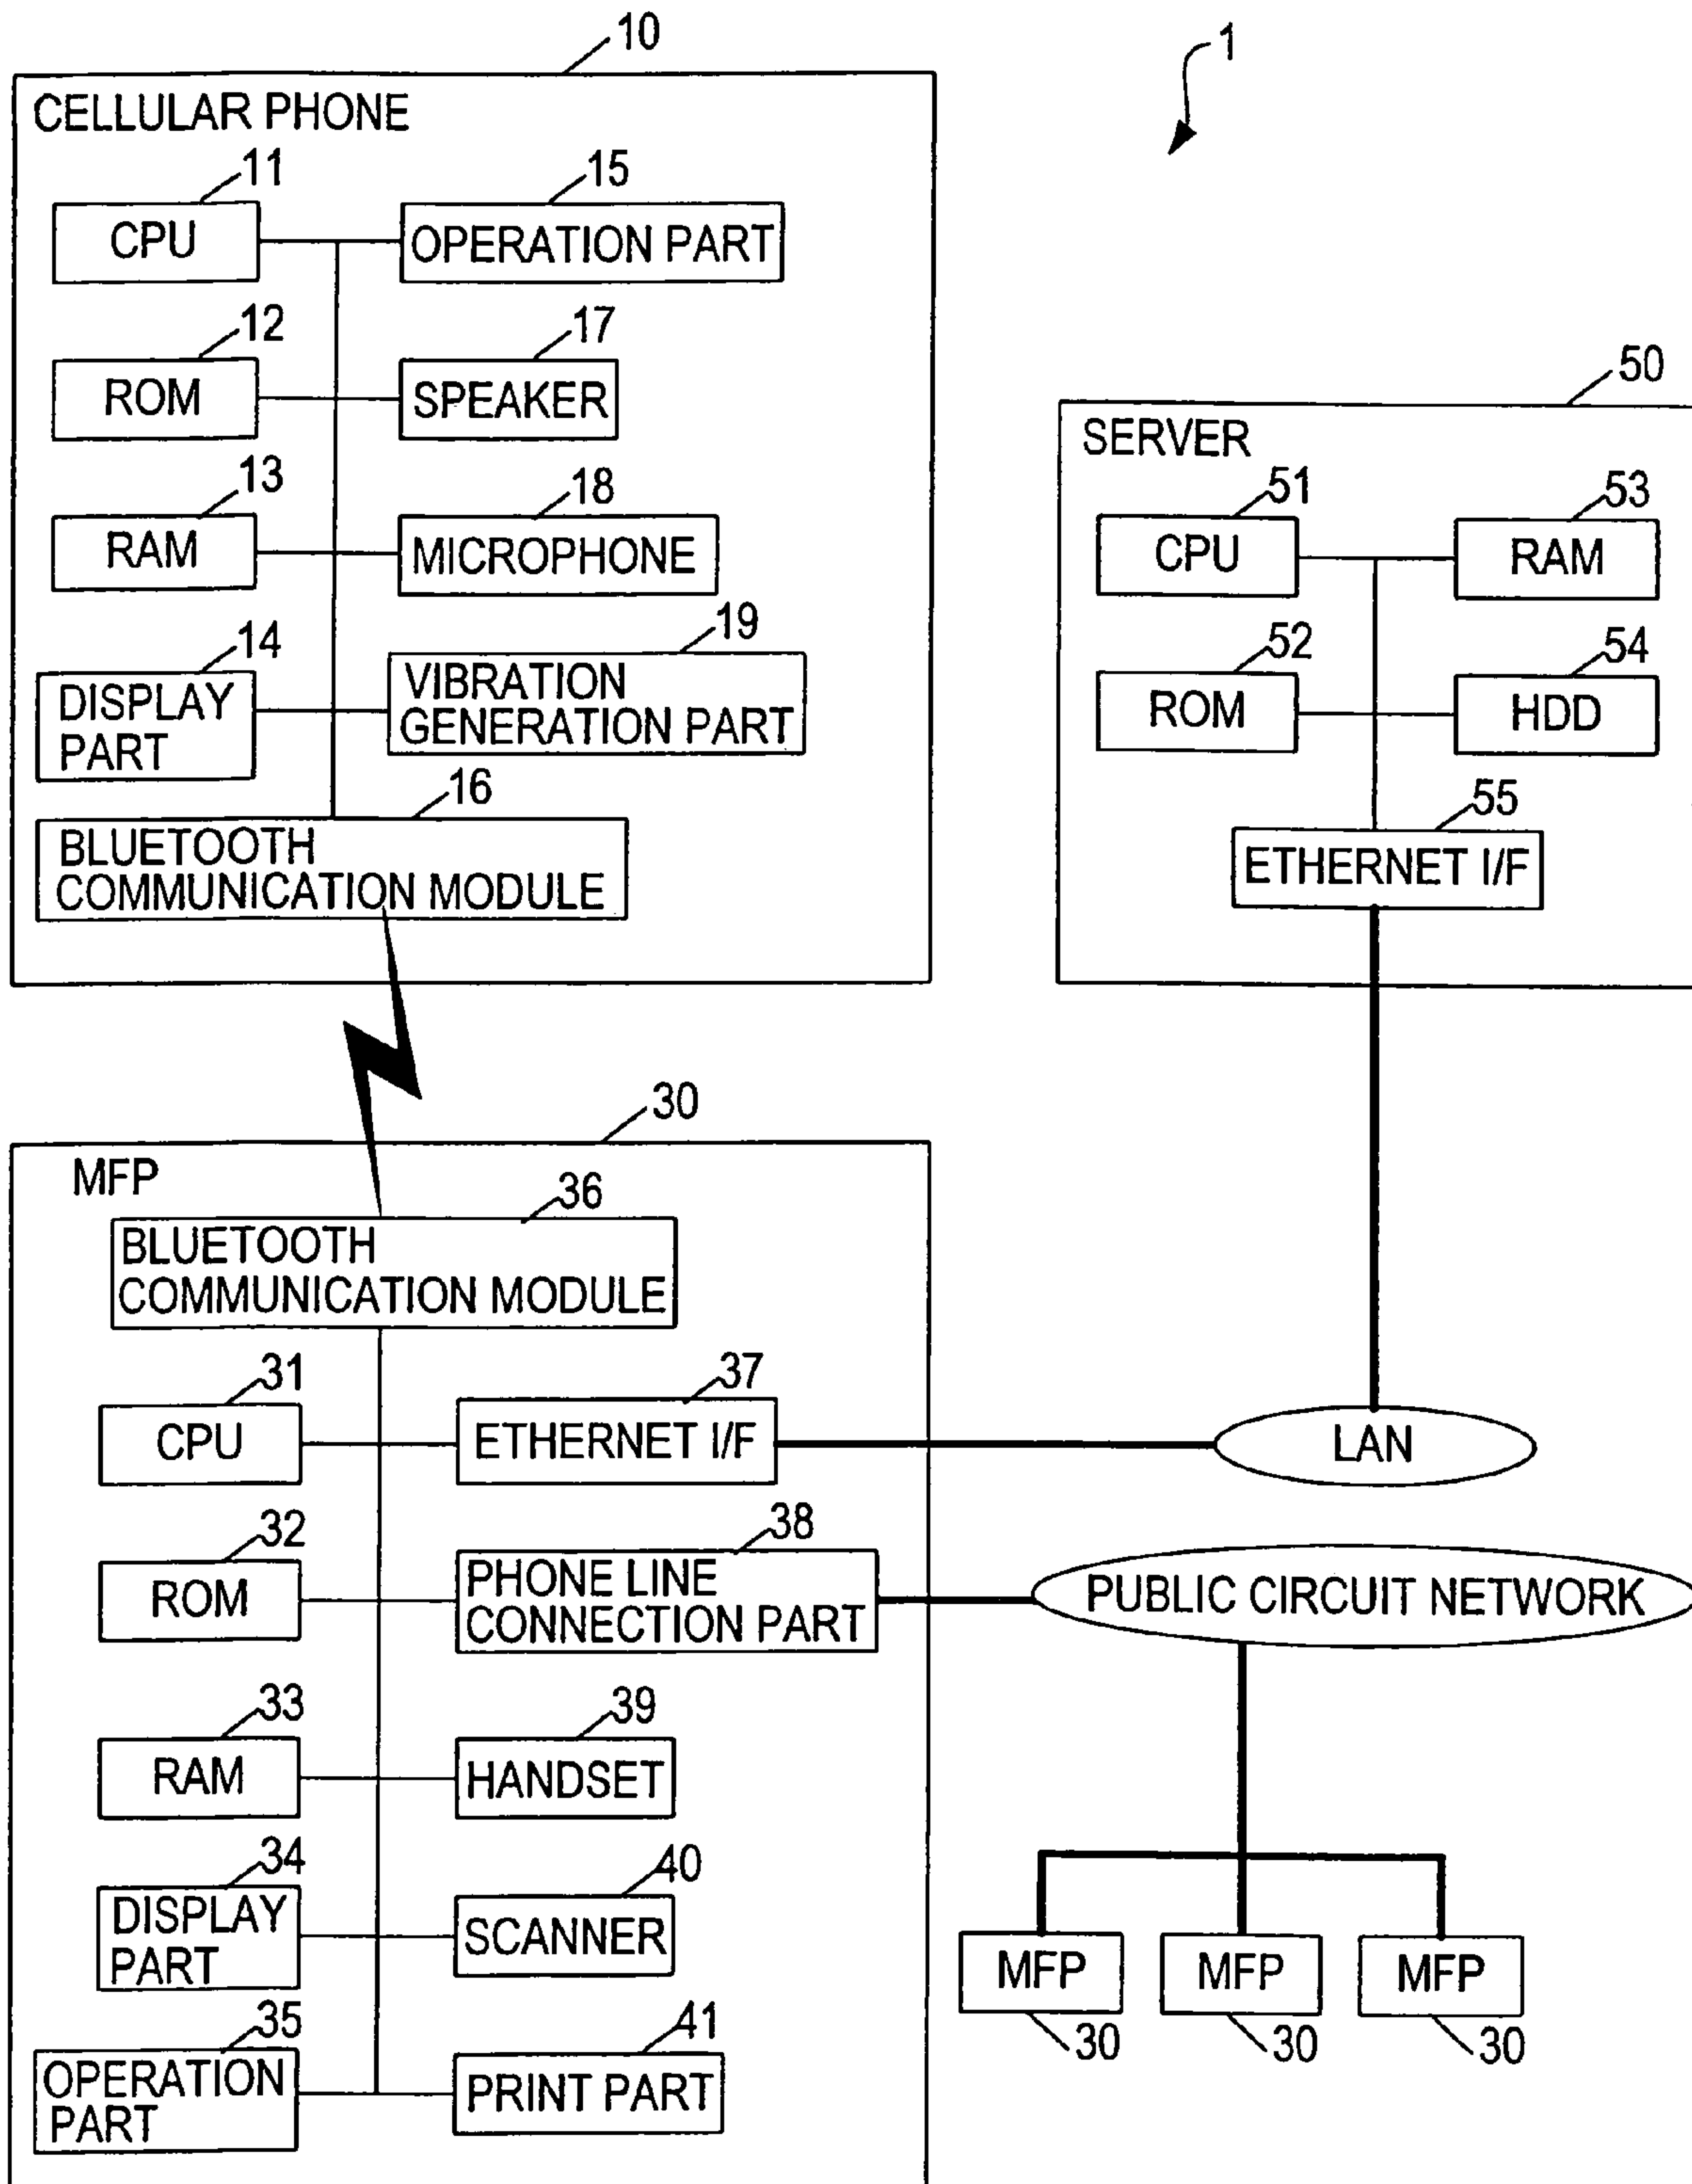 10
1
CELLULAR PHONE
11
15
CPU
OPERATION PART
12
17
ROM
SPEAKER
13
18
RAM
MICROPHONE
14
19
DISPLAY
PART
VIBRATION
GENERATION PART
16
BLUETOOTH
COMMUNICATION MODULE
50
SERVER
51
53
CPU
RAM
52
54
ROM
HDD
55
ETHERNET I/F
30
MFP
36
BLUETOOTH
COMMUNICATION MODULE
31
37
CPU
ETHERNET I/F
LAN
32
38
ROM
PHONE LINE
CONNECTION PART
PUBLIC CIRCUIT NETWORK
33
39
RAM
HANDSET
34
40
DISPLAY
PART
SCANNER
35
41
OPERATION
PART
PRINT PART
MFP
MFP
MFP
30
30
30